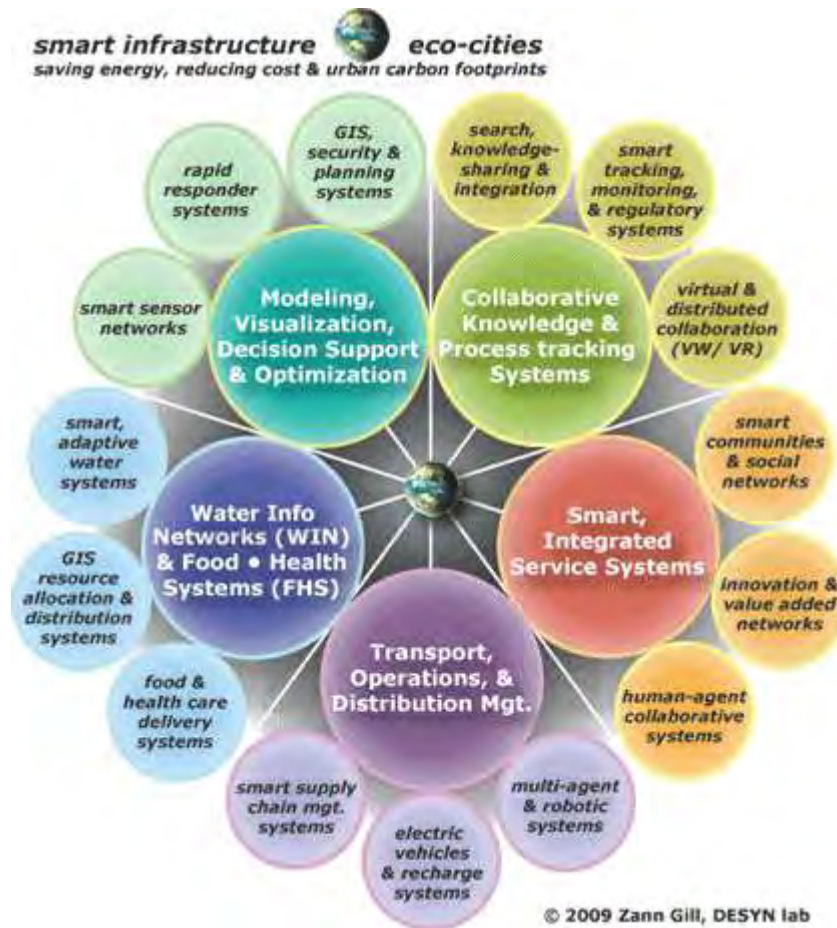 smart infrastructure eco-cities
saving energy, reducing cost & urban carbon footprints
GIS,
security &
planning
systems
search,
knowledge-
sharing &
integration
rapid
responder
systems
smart
tracking,
monitoring,
& regulatory
systems
smart sensor
networks
Modeling,
Visualization,
Decision Support
& Optimization
Collaborative
Knowledge &
Process tracking
Systems
virtual &
distributed
collaboration
(VW/ VR)
smart,
adaptive
water
systems
smart
communities
& social
networks
Water Info
Networks (WIN)
& Food • Health
Systems (FHS)
Smart,
Integrated
Service Systems
GIS
resource
allocation &
distribution
systems
innovation &
value added
networks
Transport,
Operations, &
Distribution Mgt.
food &
health care
delivery
systems
human-agent
collaborative
systems
smart supply
chain mgt.
systems
electric
vehicles
& recharge
systems
multi-agent
& robotic
systems
© 2009 Zann Gill, DESYN lab